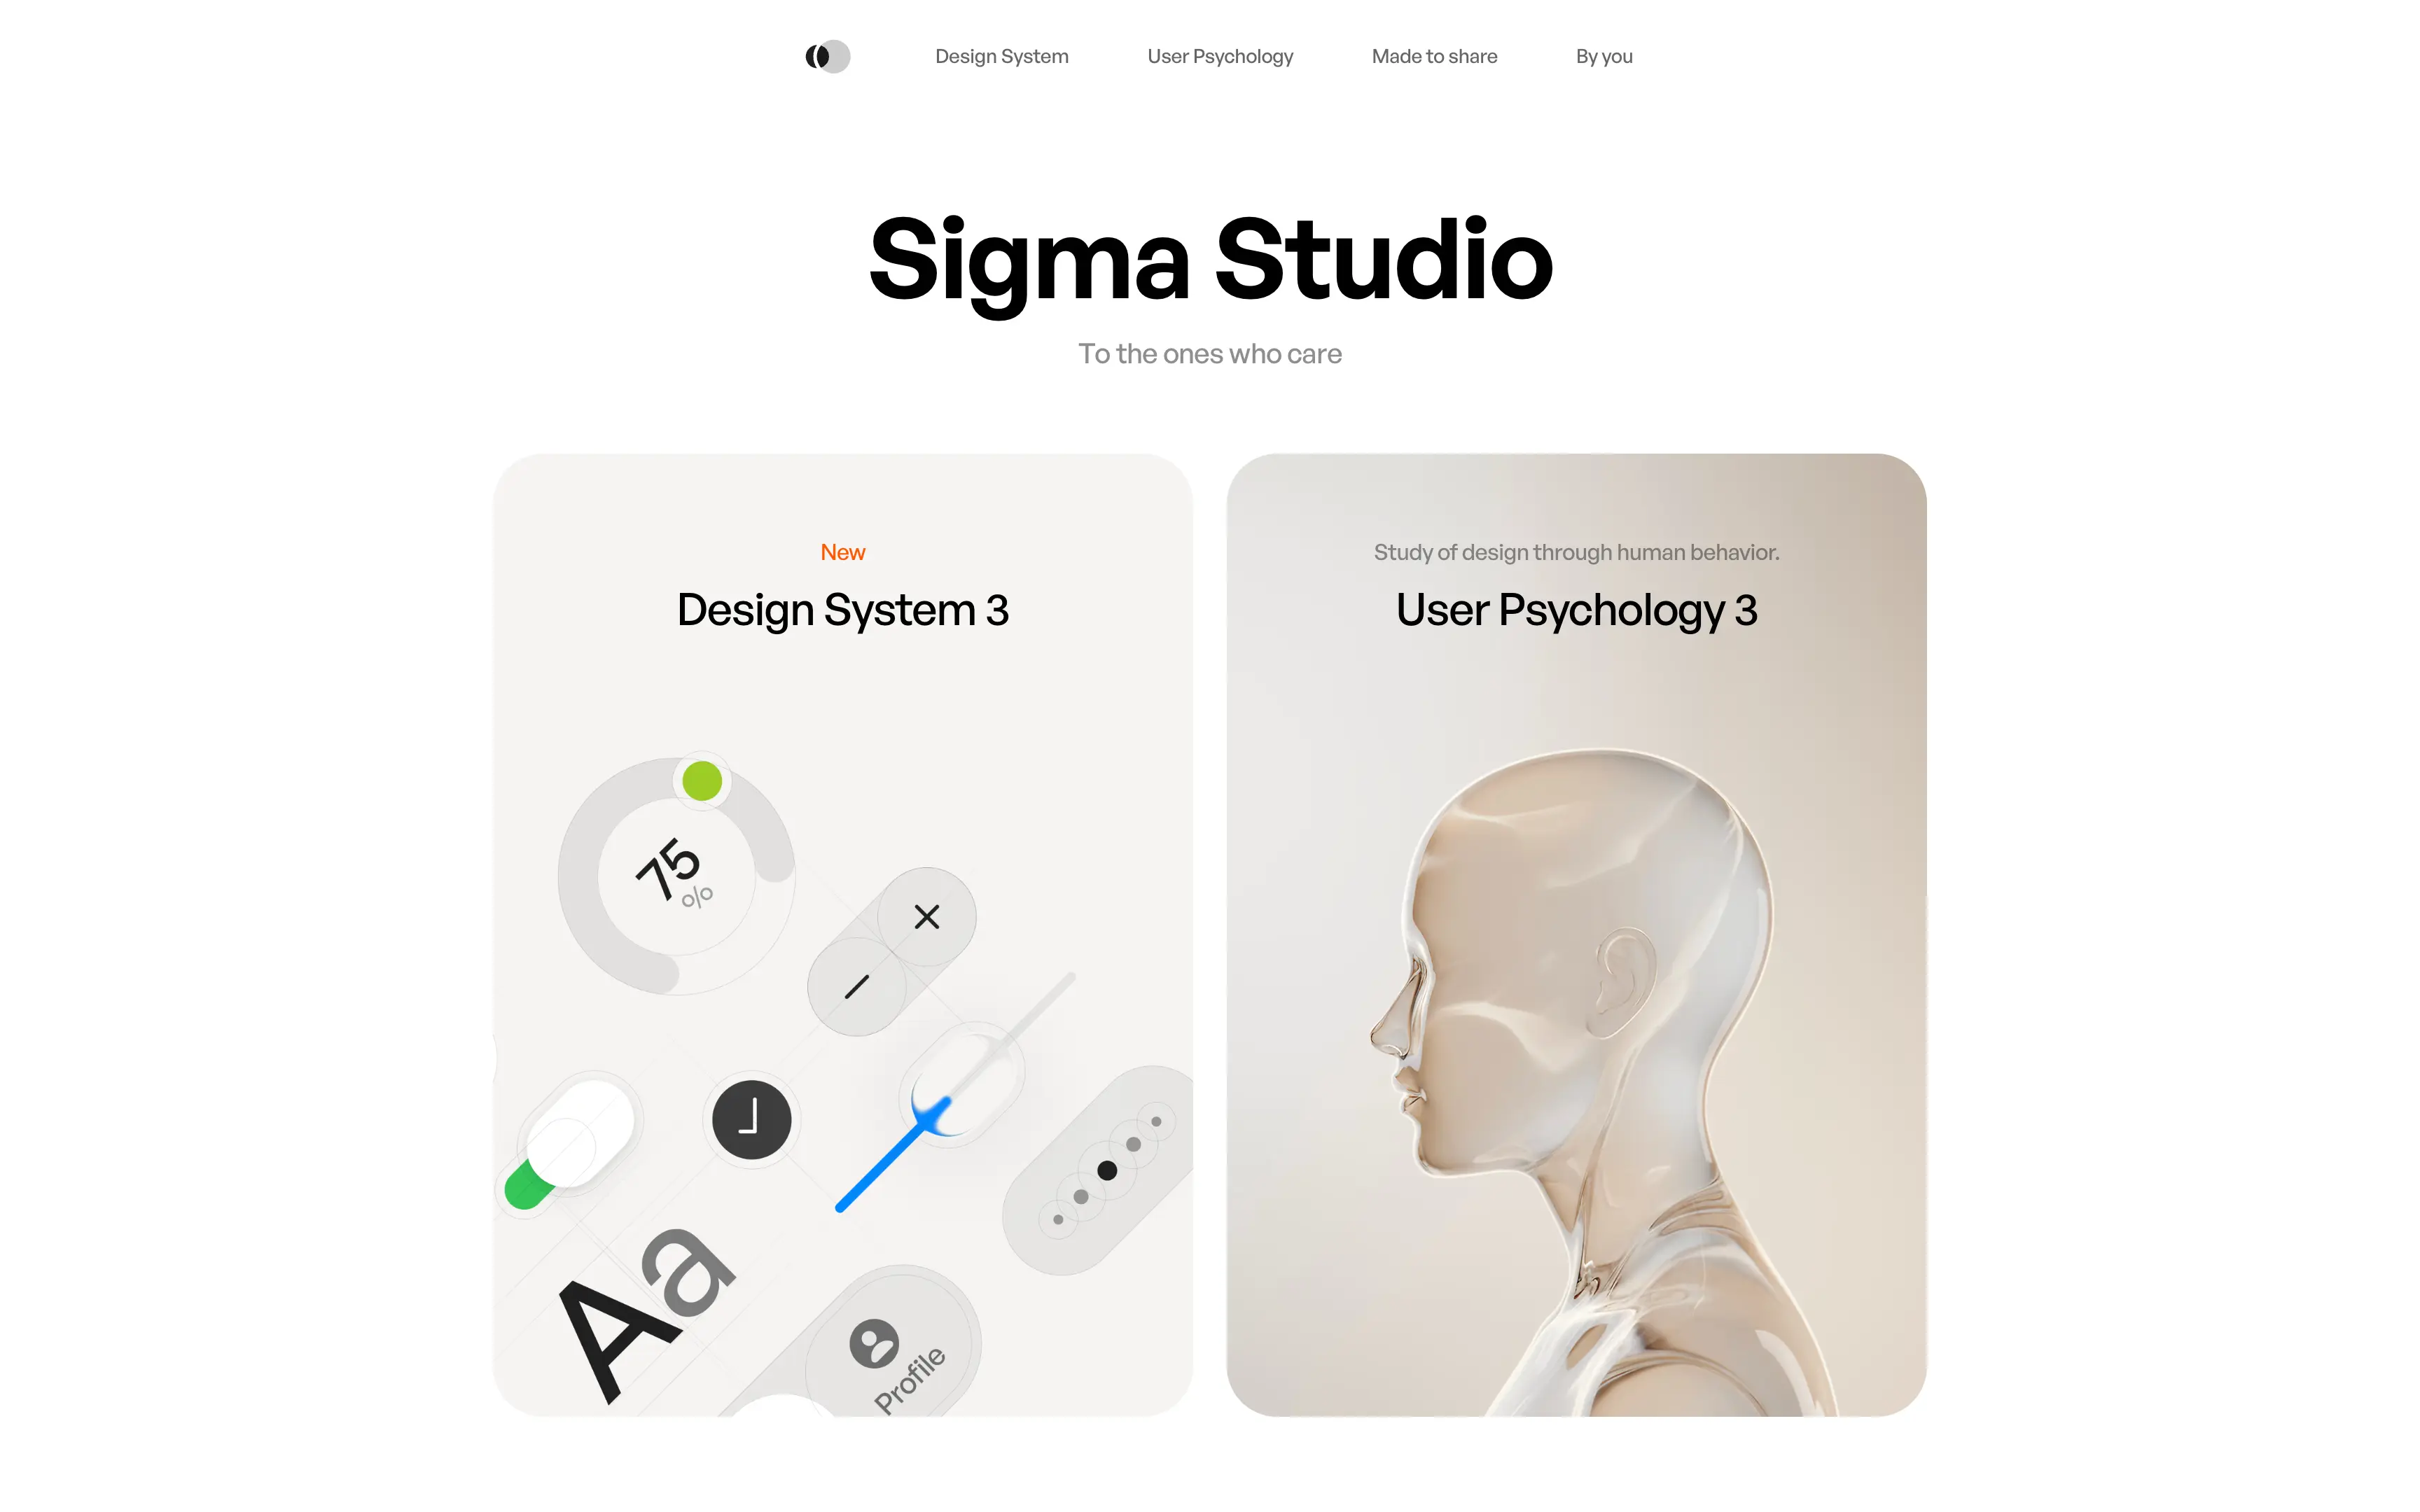 Design System
User Psychology
Made to share
By you
Sigma Studio
To the ones who care
New
Design System 3
Study of design through human behavior.
User Psychology 3
75
%
Aa
Profile